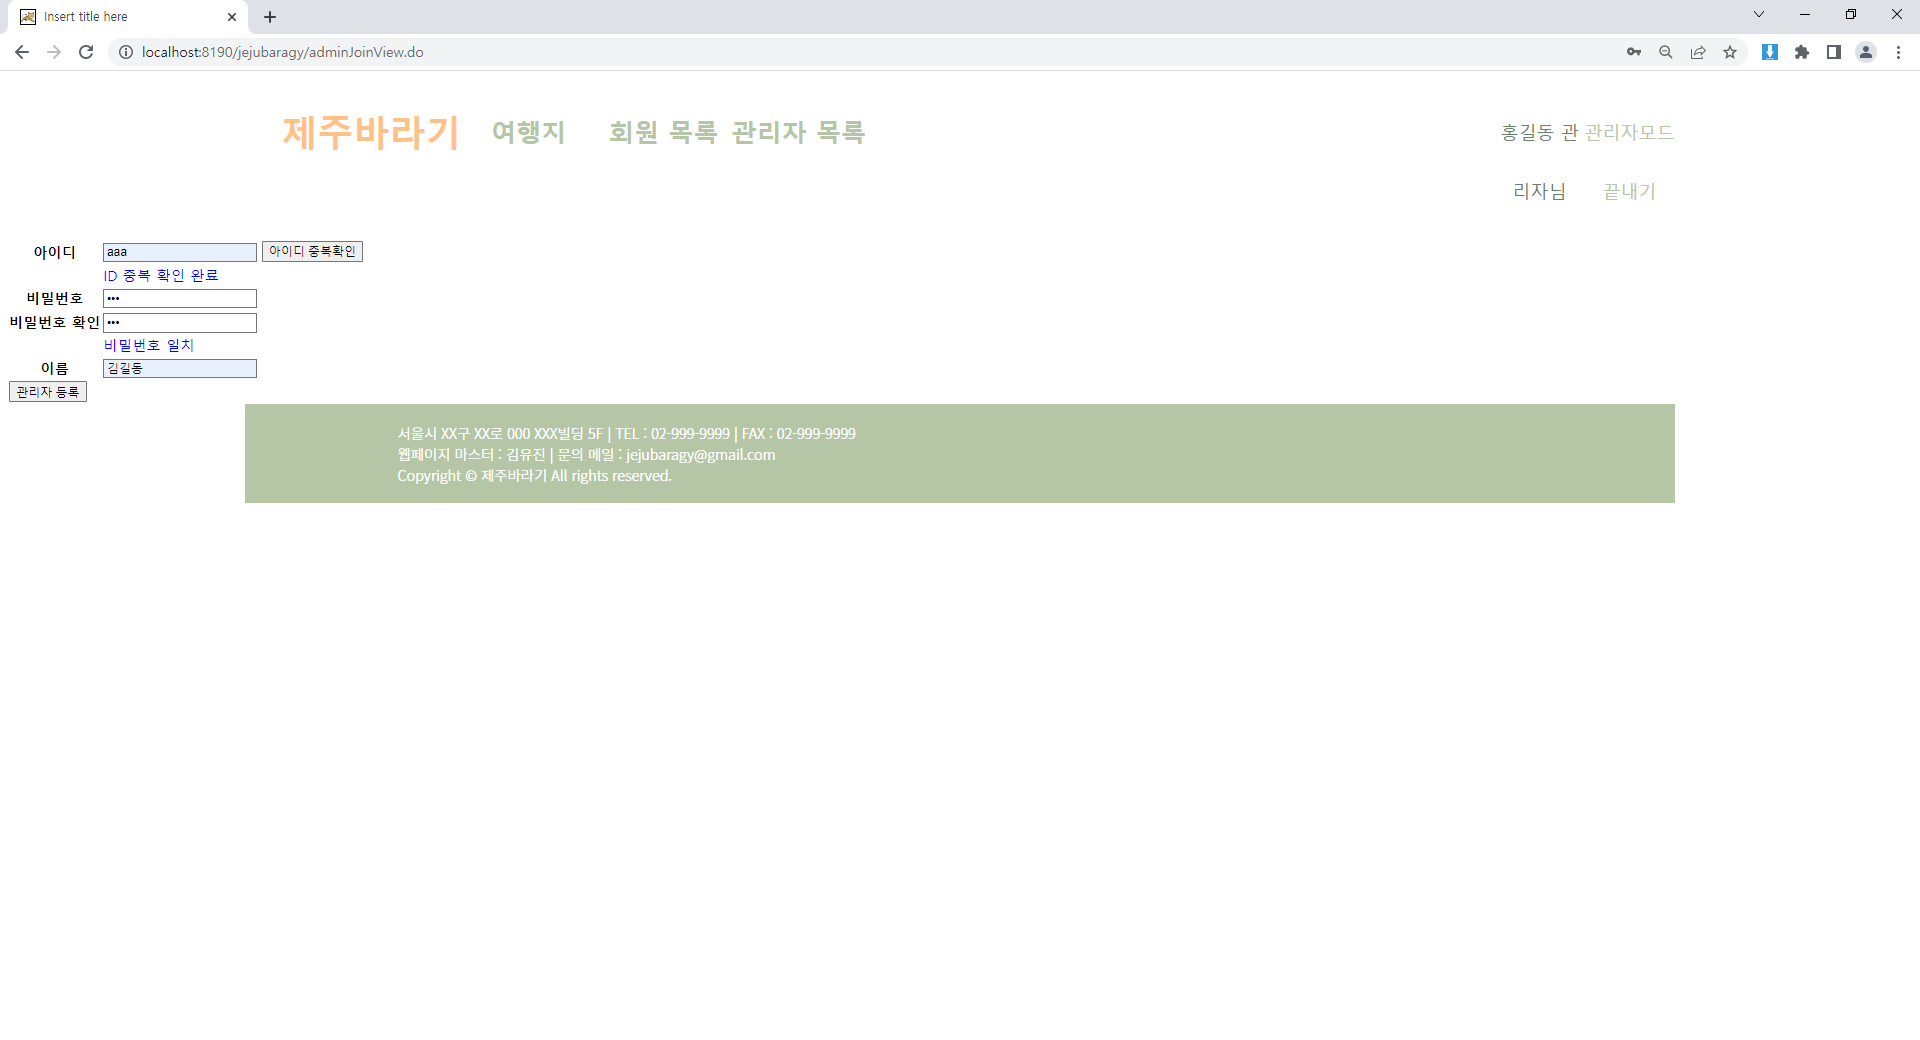 Insert title here
localhost:8190/jejubaragy/adminJoinView.do
제주바라기 여행지 회원 목록 관리자 목록 홍길동 관 관리자모드
리자님 끝내기
아이디 aaa 아이디 중복확인
ID 중복 확인 완료
비밀번호 •••
비밀번호 확인 •••
비밀번호 일치
이름 김길동
관리자 등록
서울시 XX구 XX로 000 XXX빌딩 5F | TEL : 02-999-9999 | FAX : 02-999-9999
웹페이지 마스터 : 김유진 | 문의 메일 : jejubaragy@gmail.com
Copyright © 제주바라기 All rights reserved.